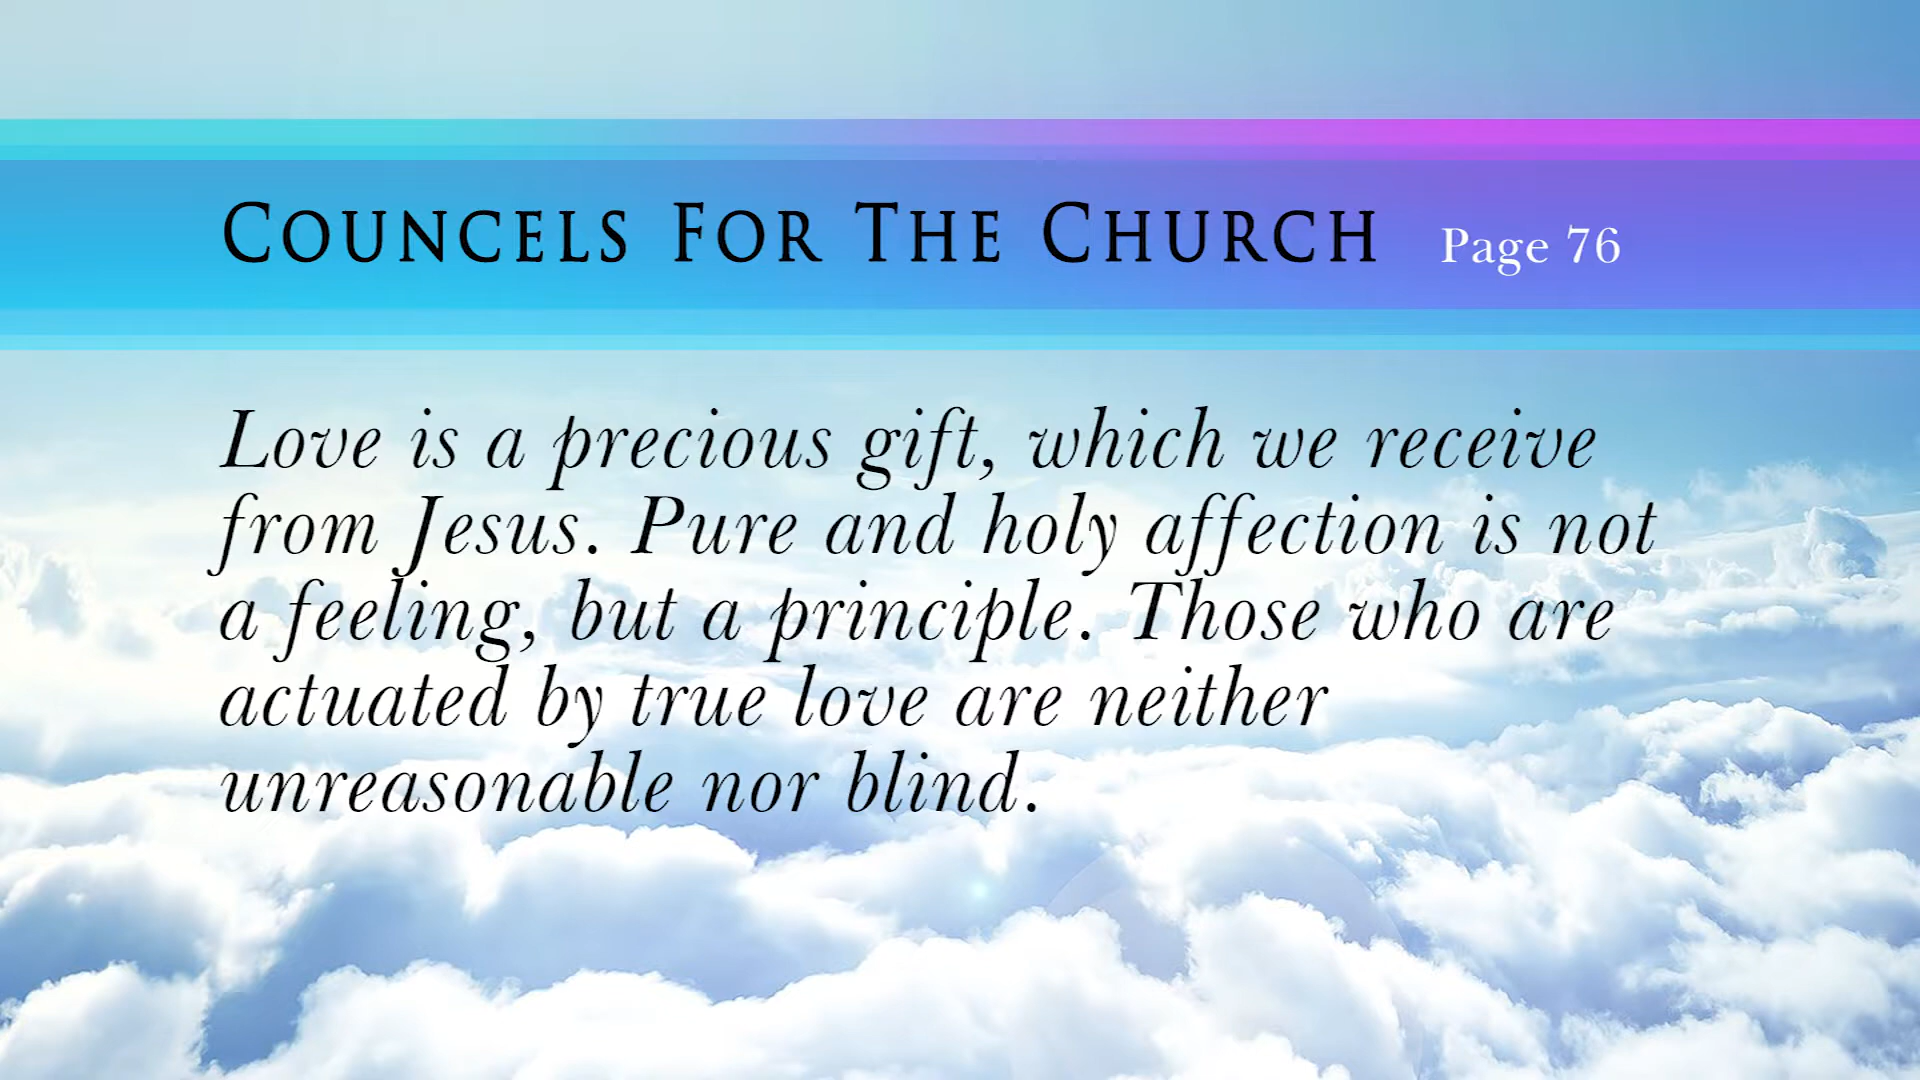 Councels For The Church Page 76
Love is a precious gift, which we receive
from Jesus. Pure and holy affection is not
a feeling, but a principle. Those who are
actuated by true love are neither
unreasonable nor blind.